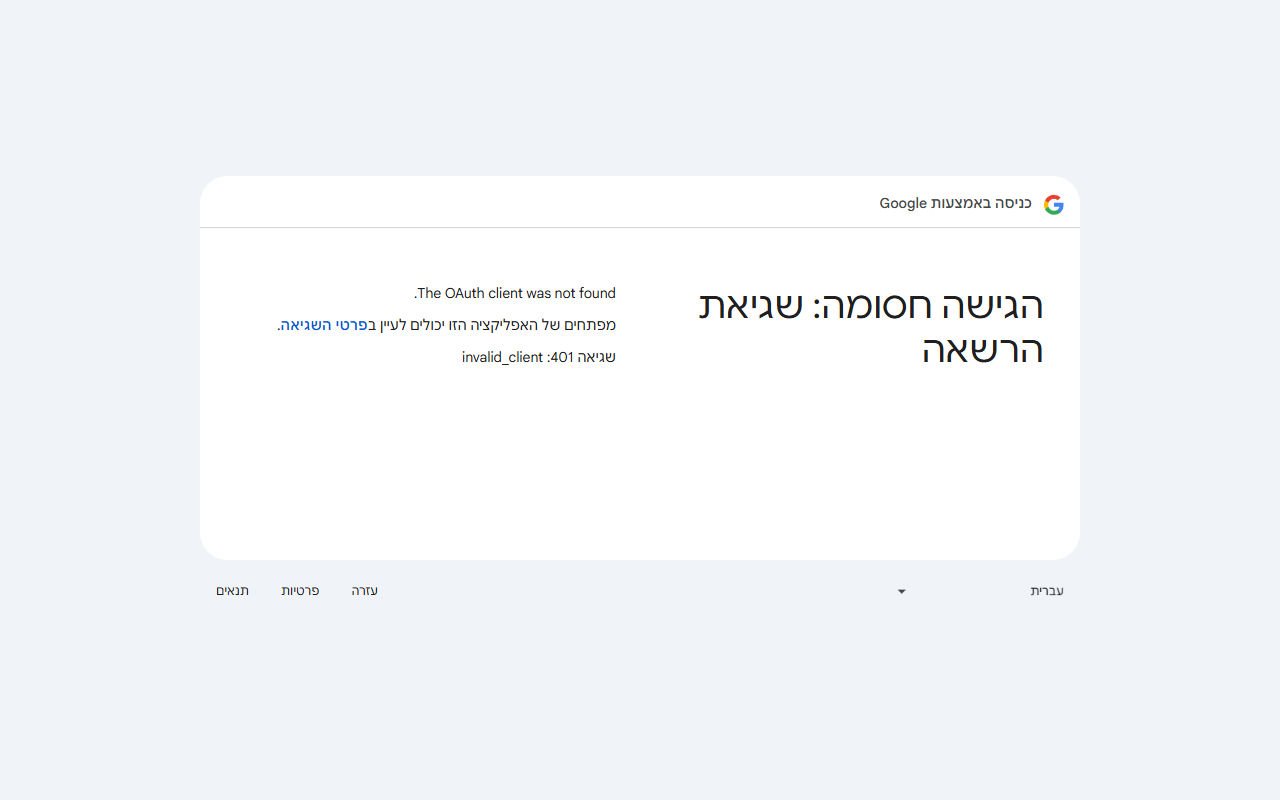 כניסה באמצעות Google
הגישה חסומה: שגיאת
הרשאה
The OAuth client was not found.
מפתחים של האפליקציה הזו יכולים לעיין בפרטי השגיאה.
שגיאה 401: invalid_client
עברית
עזרה
פרטיות
תנאים